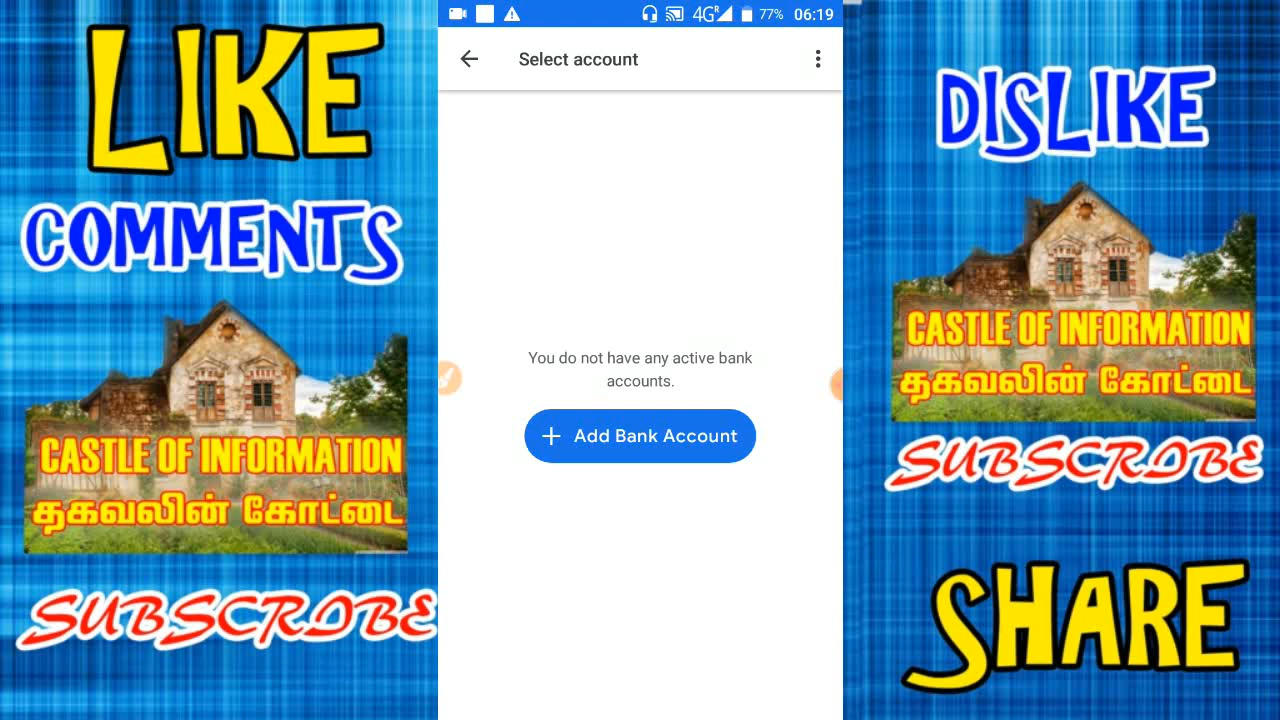 LIKE
COMMENTS
CASTLE OF INFORMATION
தகவலின் கோட்டை
SUBSCRIBE
4G R 77% 06:19
Select account
You do not have any active bank
accounts.
+ Add Bank Account
DISLIKE
CASTLE OF INFORMATION
தகவலின் கோட்டை
SUBSCRIBE
SHARE